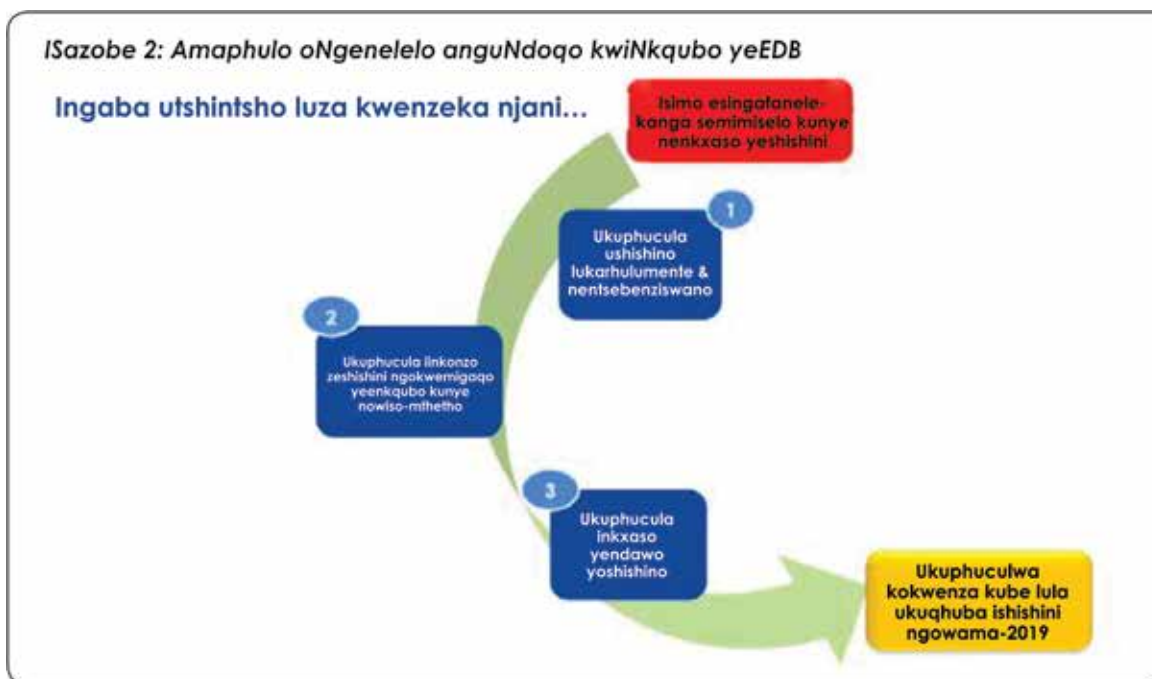 ISazobe 2: Amaphulo oNgenelelo anguNdoqo kwiNkqubo yeEDB
Ingaba utshintsho luza kwenzeka njani...
Isimo esingafanele-
kanga semimiselo kunye
nenkxaso yeshishini
1
Ukuphucula
ushishino
lukarhulumente &
nentsebenziswano
2
Ukuphucula iinkonzo
zeshishini ngokwemigaqo
yeenkqubo kunye
nowiso-mthetho
3
Ukuphucula
inkxaso
yendawo
yoshishino
Ukuphuculwa
kokwenza kube lula
ukuqhuba ishishini
ngowama-2019